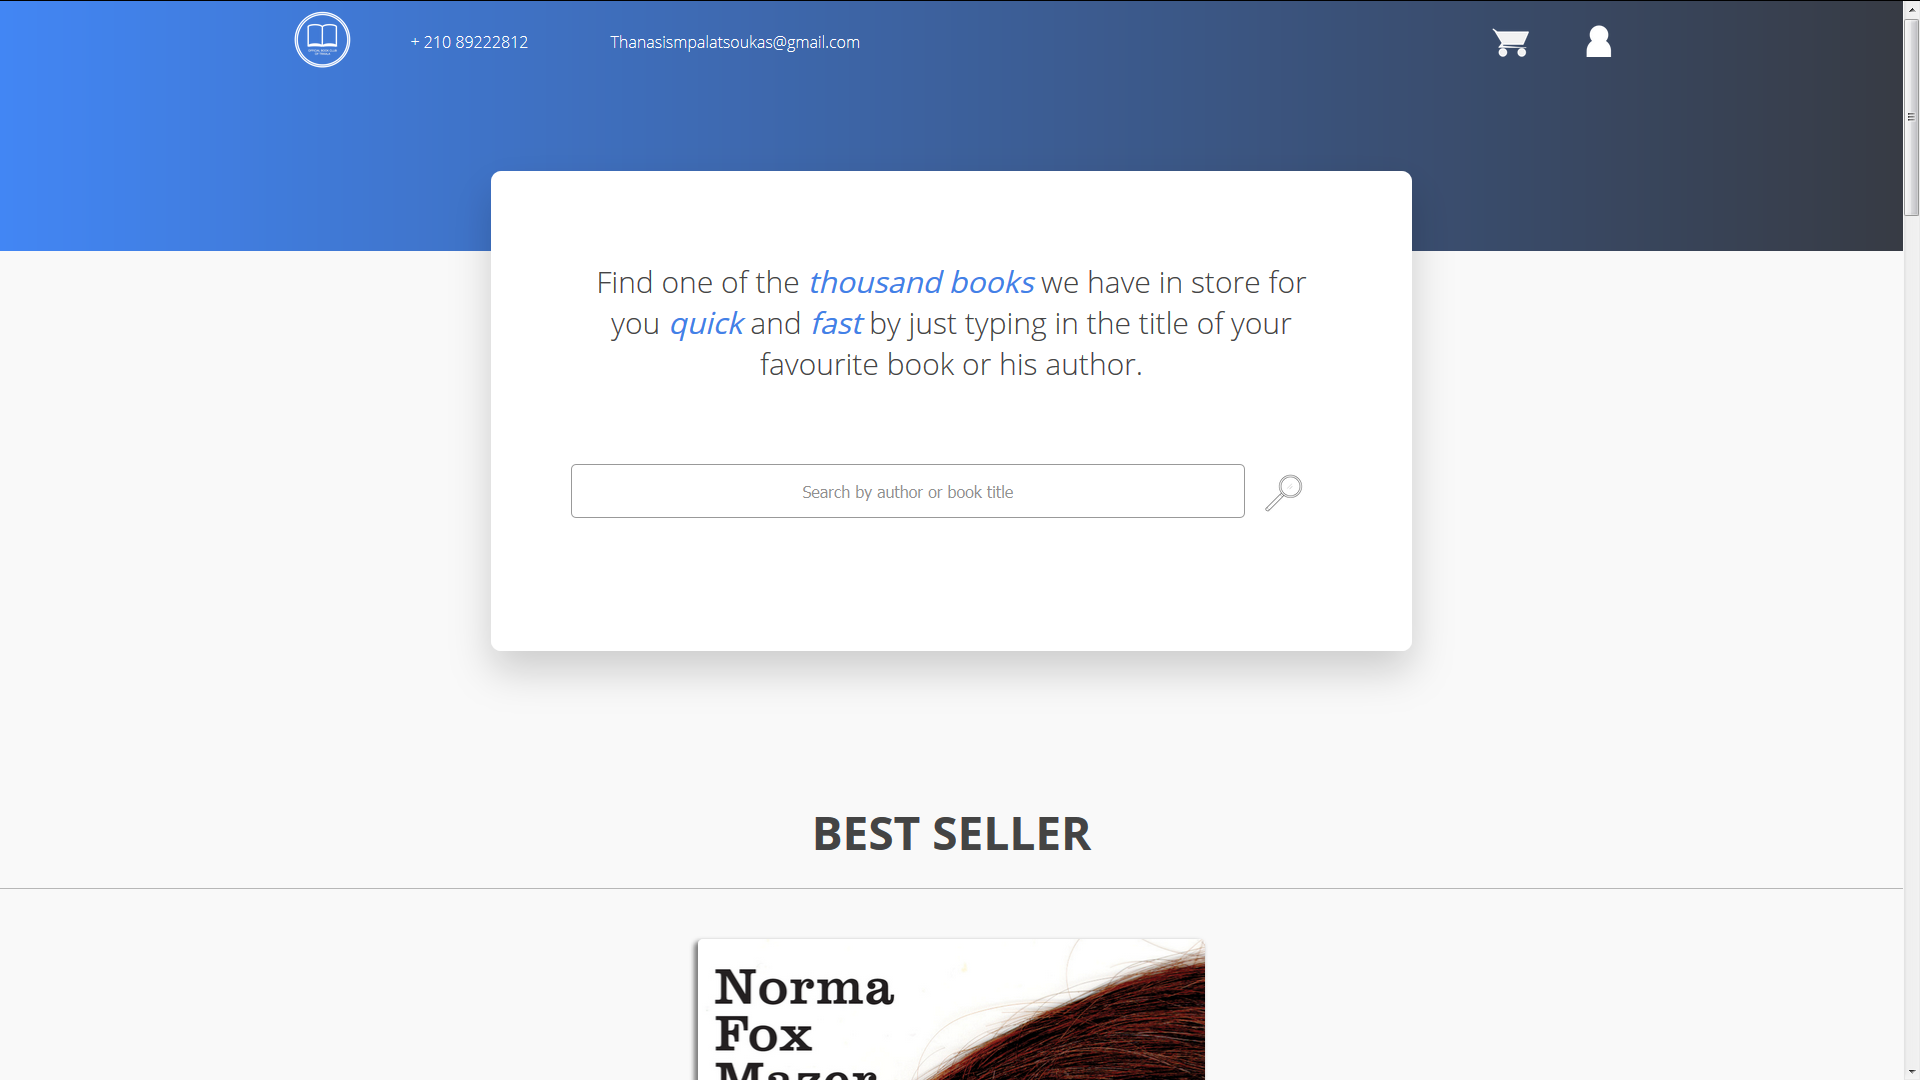 + 210 89222812
Thanasismpalatsoukas@gmail.com
Find one of the thousand books we have in store for
you quick and fast by just typing in the title of your
favourite book or his author.
Search by author or book title
BEST SELLER
Norma
Fox
Mazer